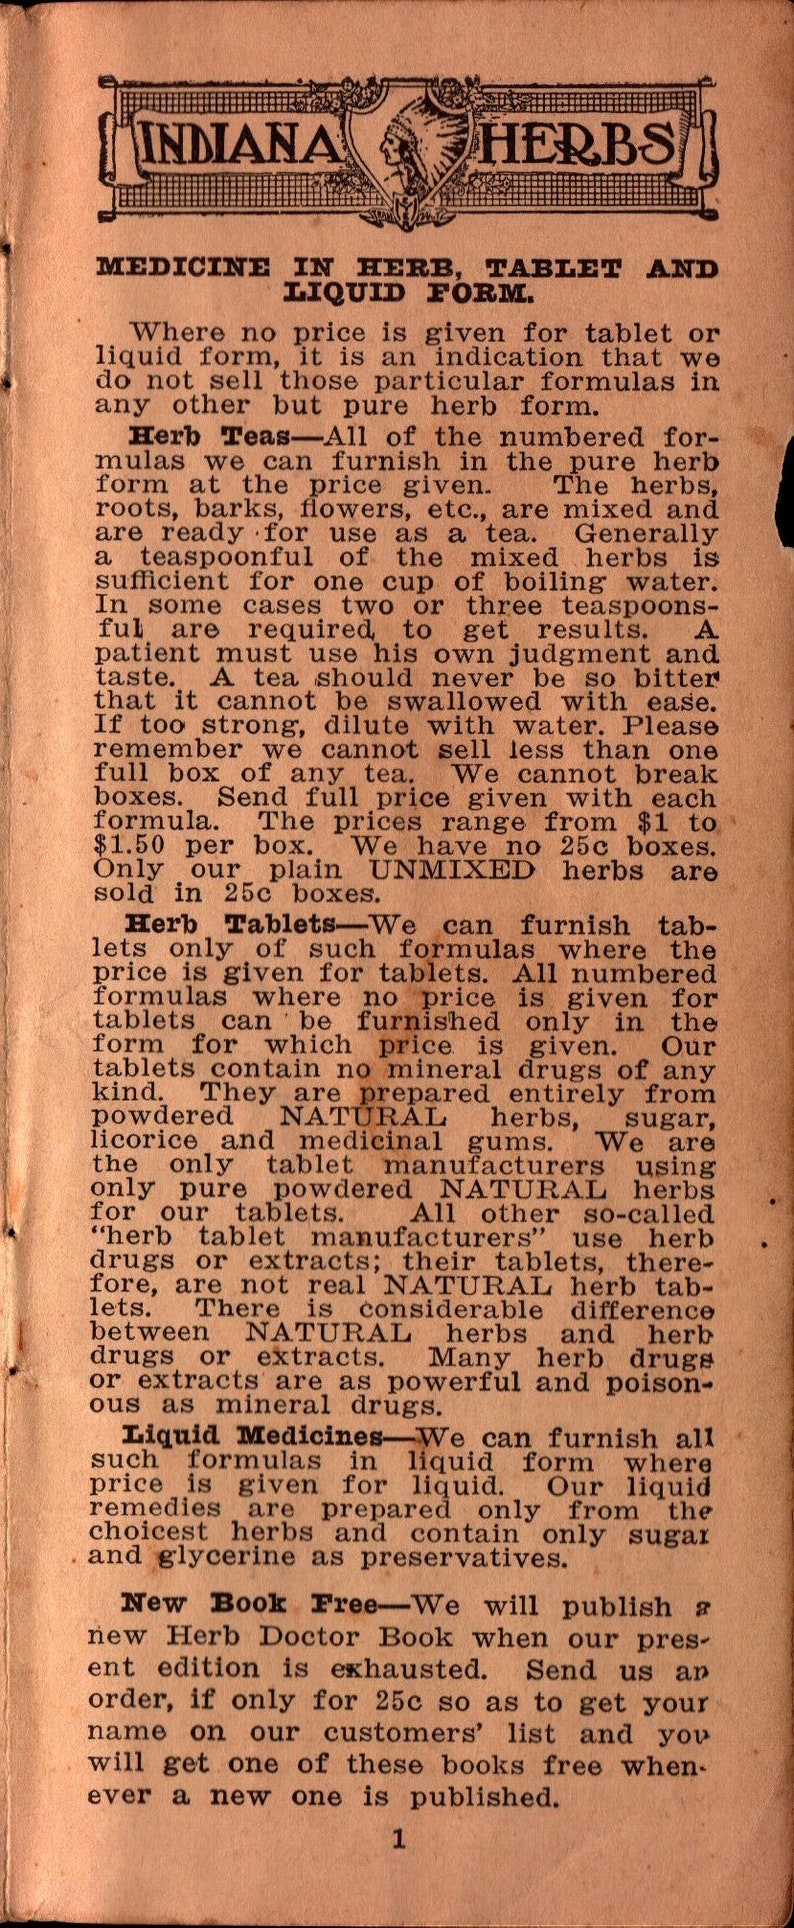 INDIANA HERBS
MEDICINE IN HERB, TABLET AND
LIQUID FORM.
Where no price is given for tablet or
liquid form, it is an indication that we
do not sell those particular formulas in
any other but pure herb form.
Herb Teas—All of the numbered for-
mulas we can furnish in the pure herb
form at the price given. The herbs,
roots, barks, flowers, etc., are mixed and
are ready for use as a tea. Generally
a teaspoonful of the mixed herbs is
sufficient for one cup of boiling water.
In some cases two or three teaspoons-
ful are required to get results. A
patient must use his own judgment and
taste. A tea should never be so bitter
that it cannot be swallowed with ease.
If too strong, dilute with water. Please
remember we cannot sell less than one
full box of any tea. We cannot break
boxes. Send full price given with each
formula. The prices range from $1 to
$1.50 per box. We have no 25c boxes.
Only our plain UNMIXED herbs are
sold in 25c boxes.
Herb Tablets—We can furnish tab-
lets only of such formulas where the
price is given for tablets. All numbered
formulas where no price is given for
tablets can be furnished only in the
form for which price is given. Our
tablets contain no mineral drugs of any
kind. They are prepared entirely from
powdered NATURAL herbs, sugar,
licorice and medicinal gums. We are
the only tablet manufacturers using
only pure powdered NATURAL herbs
for our tablets. All other so-called
"herb tablet manufacturers" use herb
drugs or extracts; their tablets, there-
fore, are not real NATURAL herb tab-
lets. There is considerable difference
between NATURAL herbs and herb
drugs or extracts. Many herb drugs
or extracts are as powerful and poison-
ous as mineral drugs.
Liquid Medicines—We can furnish all
such formulas in liquid form where
price is given for liquid. Our liquid
remedies are prepared only from the
choicest herbs and contain only sugar
and glycerine as preservatives.
New Book Free—We will publish a
new Herb Doctor Book when our pres-
ent edition is exhausted. Send us an
order, if only for 25c so as to get your
name on our customers' list and you
will get one of these books free when-
ever a new one is published.
1